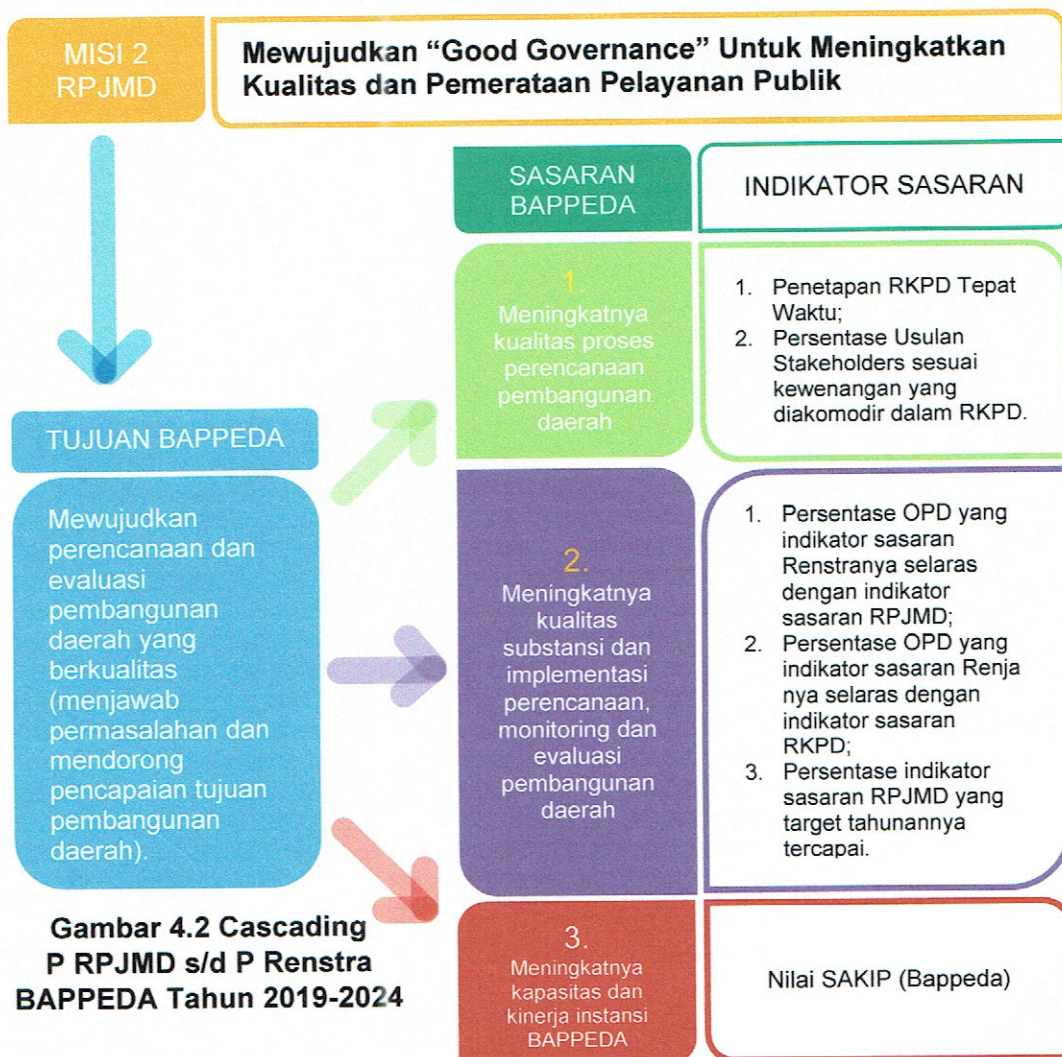 MISI 2
RPJMD
Mewujudkan “Good Governance” Untuk Meningkatkan
Kualitas dan Pemerataan Pelayanan Publik
SASARAN
BAPPEDA
INDIKATOR SASARAN
1.
Meningkatnya
kualitas proses
perencanaan
pembangunan
daerah
1. Penetapan RKPD Tepat
Waktu;
2. Persentase Usulan
Stakeholders sesuai
kewenangan yang
diakomodir dalam RKPD.
TUJUAN BAPPEDA
Mewujudkan
perencanaan dan
evaluasi
pembangunan
daerah yang
berkualitas
(menjawab
permasalahan dan
mendorong
pencapaian tujuan
pembangunan
daerah).
2.
Meningkatnya
kualitas
substansi dan
implementasi
perencanaan,
monitoring dan
evaluasi
pembangunan
daerah
1. Persentase OPD yang
indikator sasaran
Renstranya selaras
dengan indikator
sasaran RPJMD;
2. Persentase OPD yang
indikator sasaran Renja
nya selaras dengan
indikator sasaran
RKPD;
3. Persentase indikator
sasaran RPJMD yang
target tahunannya
tercapai.
3.
Meningkatnya
kapasitas dan
kinerja instansi
BAPPEDA
Nilai SAKIP (Bappeda)
Gambar 4.2 Cascading
P RPJMD s/d P Renstra
BAPPEDA Tahun 2019-2024